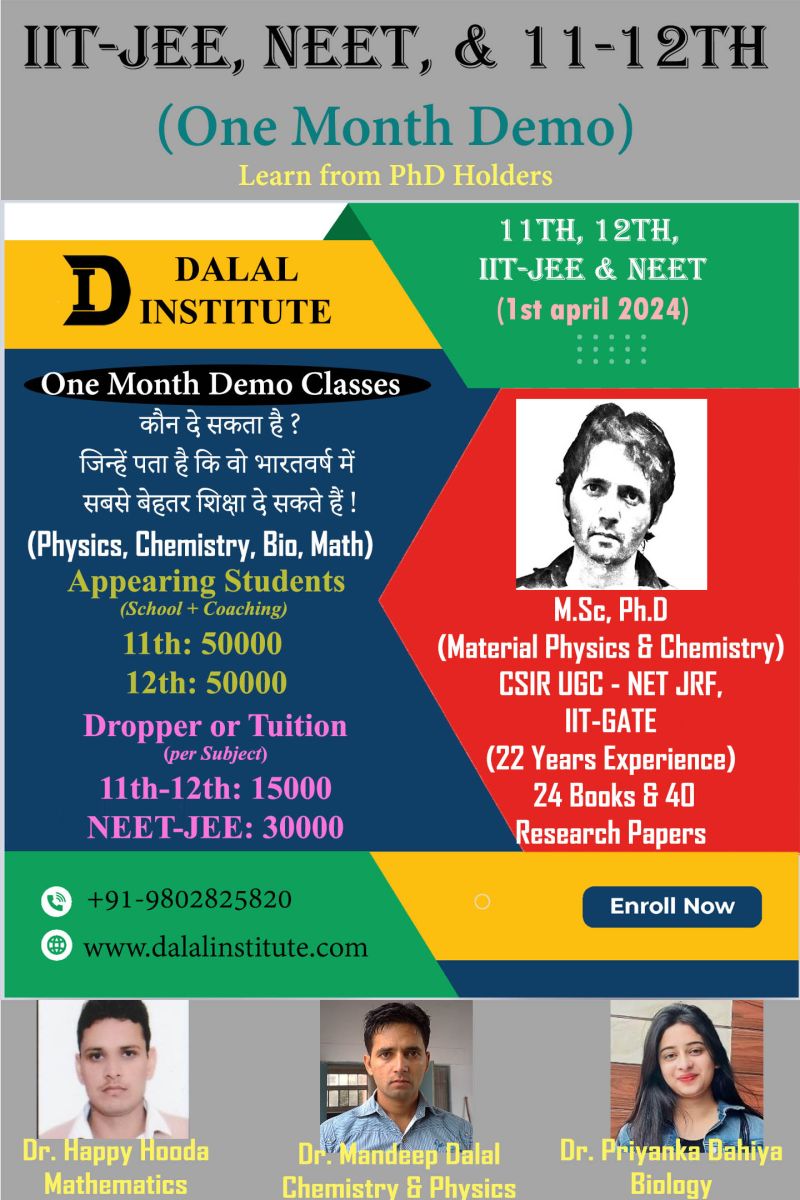 IIT-JEE, NEET, & 11-12TH
(One Month Demo)
Learn from PhD Holders
DALAL
INSTITUTE
11TH, 12TH,
IIT-JEE & NEET
(1st april 2024)
One Month Demo Classes
कौन दे सकता है ?
जिन्हें पता है कि वो भारतवर्ष में
सबसे बेहतर शिक्षा दे सकते हैं !
(Physics, Chemistry, Bio, Math)
Appearing Students
(School + Coaching)
11th: 50000
12th: 50000
Dropper or Tuition
(per Subject)
11th-12th: 15000
NEET-JEE: 30000
M.Sc, Ph.D
(Material Physics & Chemistry)
CSIR UGC - NET JRF,
IIT-GATE
(22 Years Experience)
24 Books & 40
Research Papers
+91-9802825820
www.dalalinstitute.com
Enroll Now
Dr. Happy Hooda
Mathematics
Dr. Mandeep Dalal
Chemistry & Physics
Dr. Priyanka Dahiya
Biology